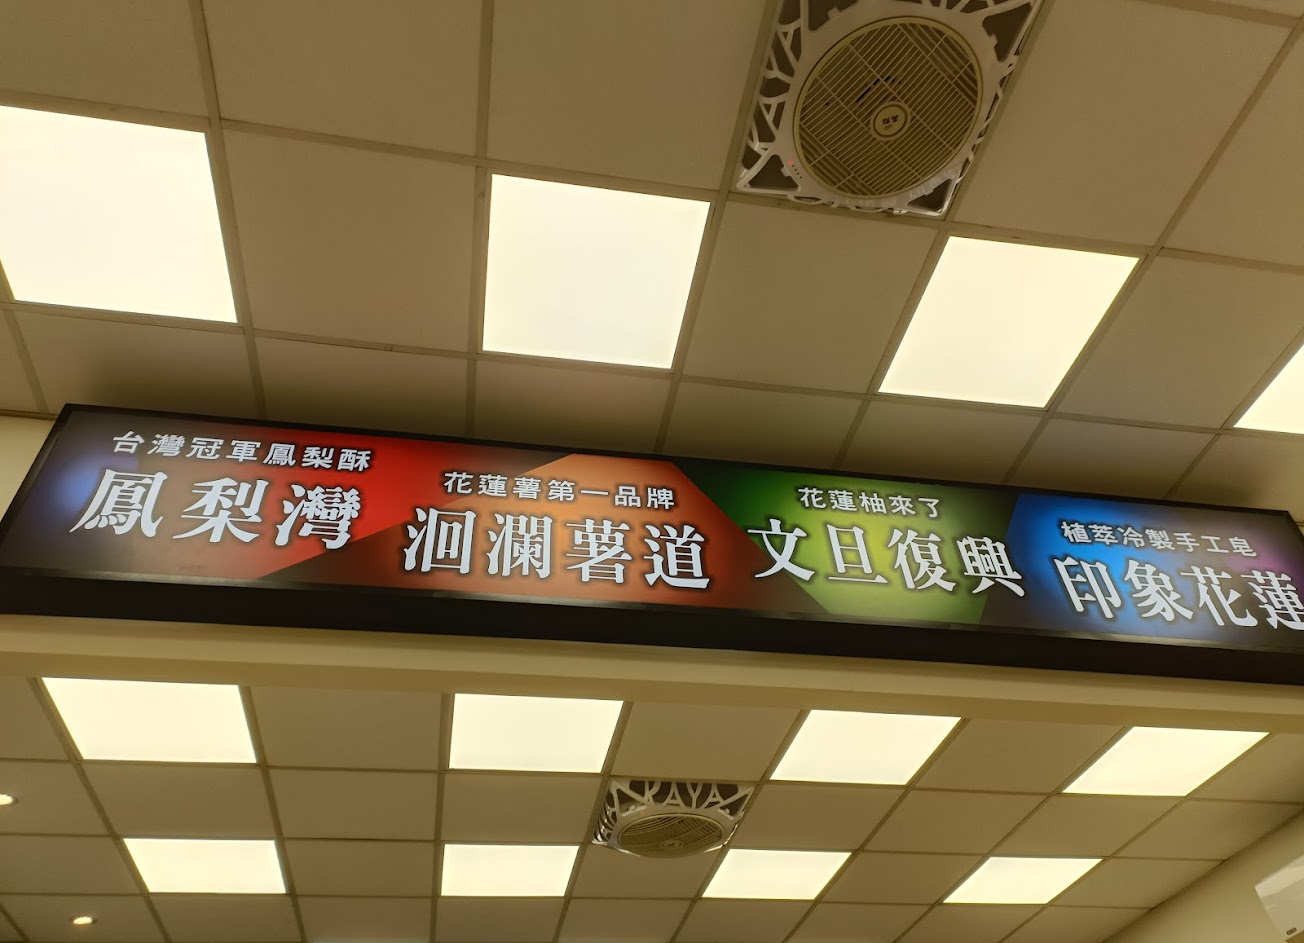 台灣冠軍鳳梨酥
鳳梨灣
花蓮薯第一品牌
洄瀾薯道
花蓮柚來了
文旦復興
植萃冷製手工皂
印象花蓮